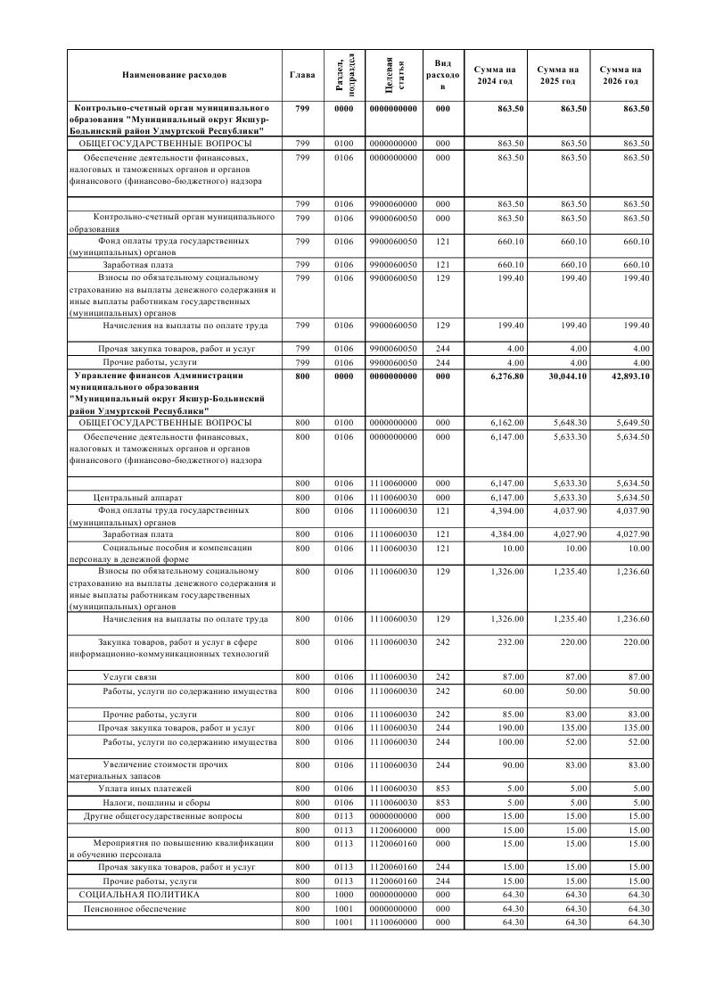 Наименование расходов Глава Раздел, подраздел Целевая статья Вид расходо в Сумма на 2024 год Сумма на 2025 год Сумма на 2026 год
Контрольно-счетный орган муниципального 799 0000 0000000000 000 863.50 863.50 863.50
образования "Муниципальный округ Якшур-
Бодьинский район Удмуртской Республики"
ОБЩЕГОСУДАРСТВЕННЫЕ ВОПРОСЫ 799 0100 0000000000 000 863.50 863.50 863.50
Обеспечение деятельности финансовых, 799 0106 0000000000 000 863.50 863.50 863.50
налоговых и таможенных органов и органов
финансового (финансово-бюджетного) надзора
799 0106 9900060000 000 863.50 863.50 863.50
Контрольно-счетный орган муниципального 799 0106 9900060050 000 863.50 863.50 863.50
образования
Фонд оплаты труда государственных 799 0106 9900060050 121 660.10 660.10 660.10
(муниципальных) органов
Заработная плата 799 0106 9900060050 121 660.10 660.10 660.10
Взносы по обязательному социальному 799 0106 9900060050 129 199.40 199.40 199.40
страхованию на выплаты денежного содержания и
иные выплаты работникам государственных
(муниципальных) органов
Начисления на выплаты по оплате труда 799 0106 9900060050 129 199.40 199.40 199.40
Прочая закупка товаров, работ и услуг 799 0106 9900060050 244 4.00 4.00 4.00
Прочие работы, услуги 799 0106 9900060050 244 4.00 4.00 4.00
Управление финансов Администрации 800 0000 0000000000 000 6,276.80 30,044.10 42,893.10
муниципального образования
"Муниципальный округ Якшур-Бодьинский
район Удмуртской Республики"
ОБЩЕГОСУДАРСТВЕННЫЕ ВОПРОСЫ 800 0100 0000000000 000 6,162.00 5,648.30 5,649.50
Обеспечение деятельности финансовых, 800 0106 0000000000 000 6,147.00 5,633.30 5,634.50
налоговых и таможенных органов и органов
финансового (финансово-бюджетного) надзора
800 0106 1110060000 000 6,147.00 5,633.30 5,634.50
Центральный аппарат 800 0106 1110060030 000 6,147.00 5,633.30 5,634.50
Фонд оплаты труда государственных 800 0106 1110060030 121 4,394.00 4,037.90 4,037.90
(муниципальных) органов
Заработная плата 800 0106 1110060030 121 4,384.00 4,027.90 4,027.90
Социальные пособия и компенсации 800 0106 1110060030 121 10.00 10.00 10.00
персоналу в денежной форме
Взносы по обязательному социальному 800 0106 1110060030 129 1,326.00 1,235.40 1,236.60
страхованию на выплаты денежного содержания и
иные выплаты работникам государственных
(муниципальных) органов
Начисления на выплаты по оплате труда 800 0106 1110060030 129 1,326.00 1,235.40 1,236.60
Закупка товаров, работ и услуг в сфере 800 0106 1110060030 242 232.00 220.00 220.00
информационно-коммуникационных технологий
Услуги связи 800 0106 1110060030 242 87.00 87.00 87.00
Работы, услуги по содержанию имущества 800 0106 1110060030 242 60.00 50.00 50.00
Прочие работы, услуги 800 0106 1110060030 242 85.00 83.00 83.00
Прочая закупка товаров, работ и услуг 800 0106 1110060030 244 190.00 135.00 135.00
Работы, услуги по содержанию имущества 800 0106 1110060030 244 100.00 52.00 52.00
Увеличение стоимости прочих 800 0106 1110060030 244 90.00 83.00 83.00
материальных запасов
Уплата иных платежей 800 0106 1110060030 853 5.00 5.00 5.00
Налоги, пошлины и сборы 800 0106 1110060030 853 5.00 5.00 5.00
Другие общегосударственные вопросы 800 0113 0000000000 000 15.00 15.00 15.00
800 0113 1120060000 000 15.00 15.00 15.00
Мероприятия по повышению квалификации 800 0113 1120060160 000 15.00 15.00 15.00
и обучению персонала
Прочая закупка товаров, работ и услуг 800 0113 1120060160 244 15.00 15.00 15.00
Прочие работы, услуги 800 0113 1120060160 244 15.00 15.00 15.00
СОЦИАЛЬНАЯ ПОЛИТИКА 800 1000 0000000000 000 64.30 64.30 64.30
Пенсионное обеспечение 800 1001 0000000000 000 64.30 64.30 64.30
800 1001 1110060000 000 64.30 64.30 64.30